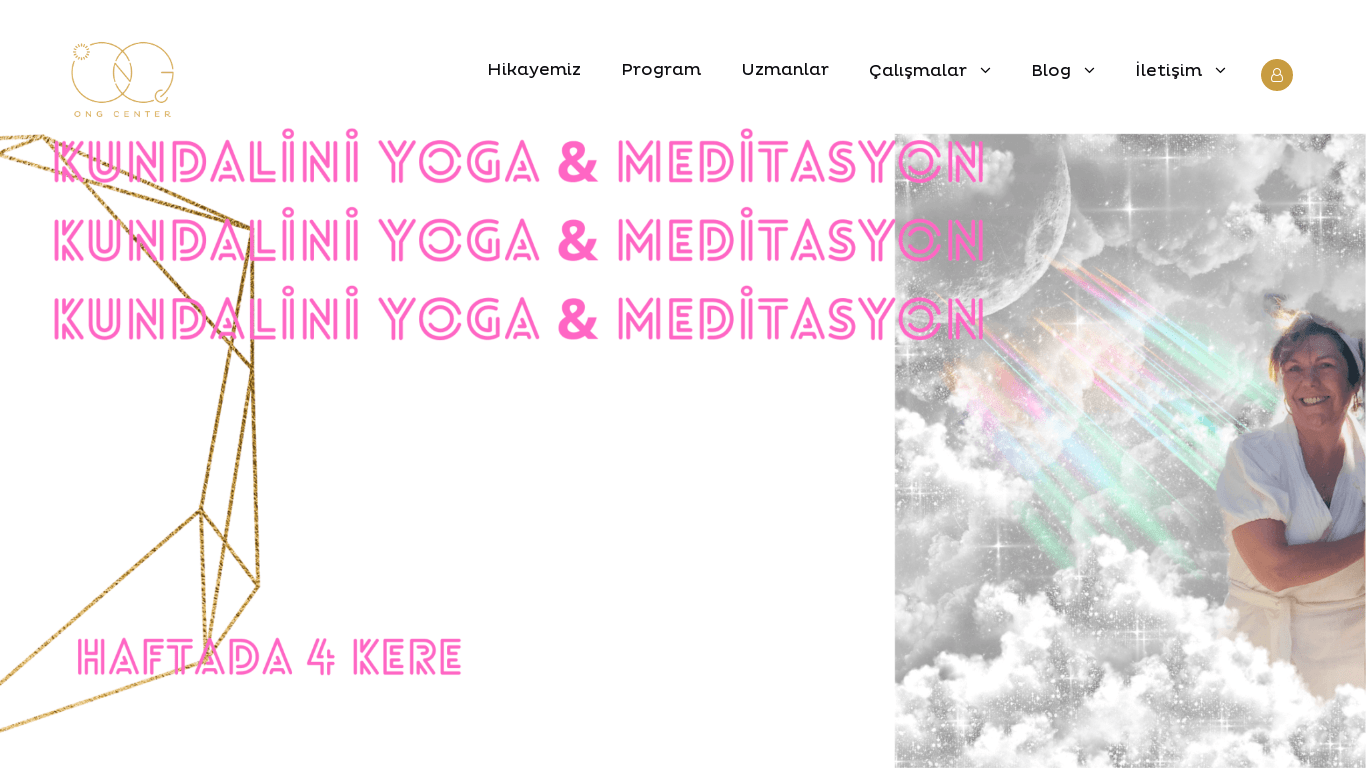 ONG CENTER
Hikayemiz Program Uzmanlar Çalışmalar Blog İletişim
KUNDALİNİ YOGA & MEDİTASYON
KUNDALİNİ YOGA & MEDİTASYON
KUNDALİNİ YOGA & MEDİTASYON
HAFTADA 4 KERE